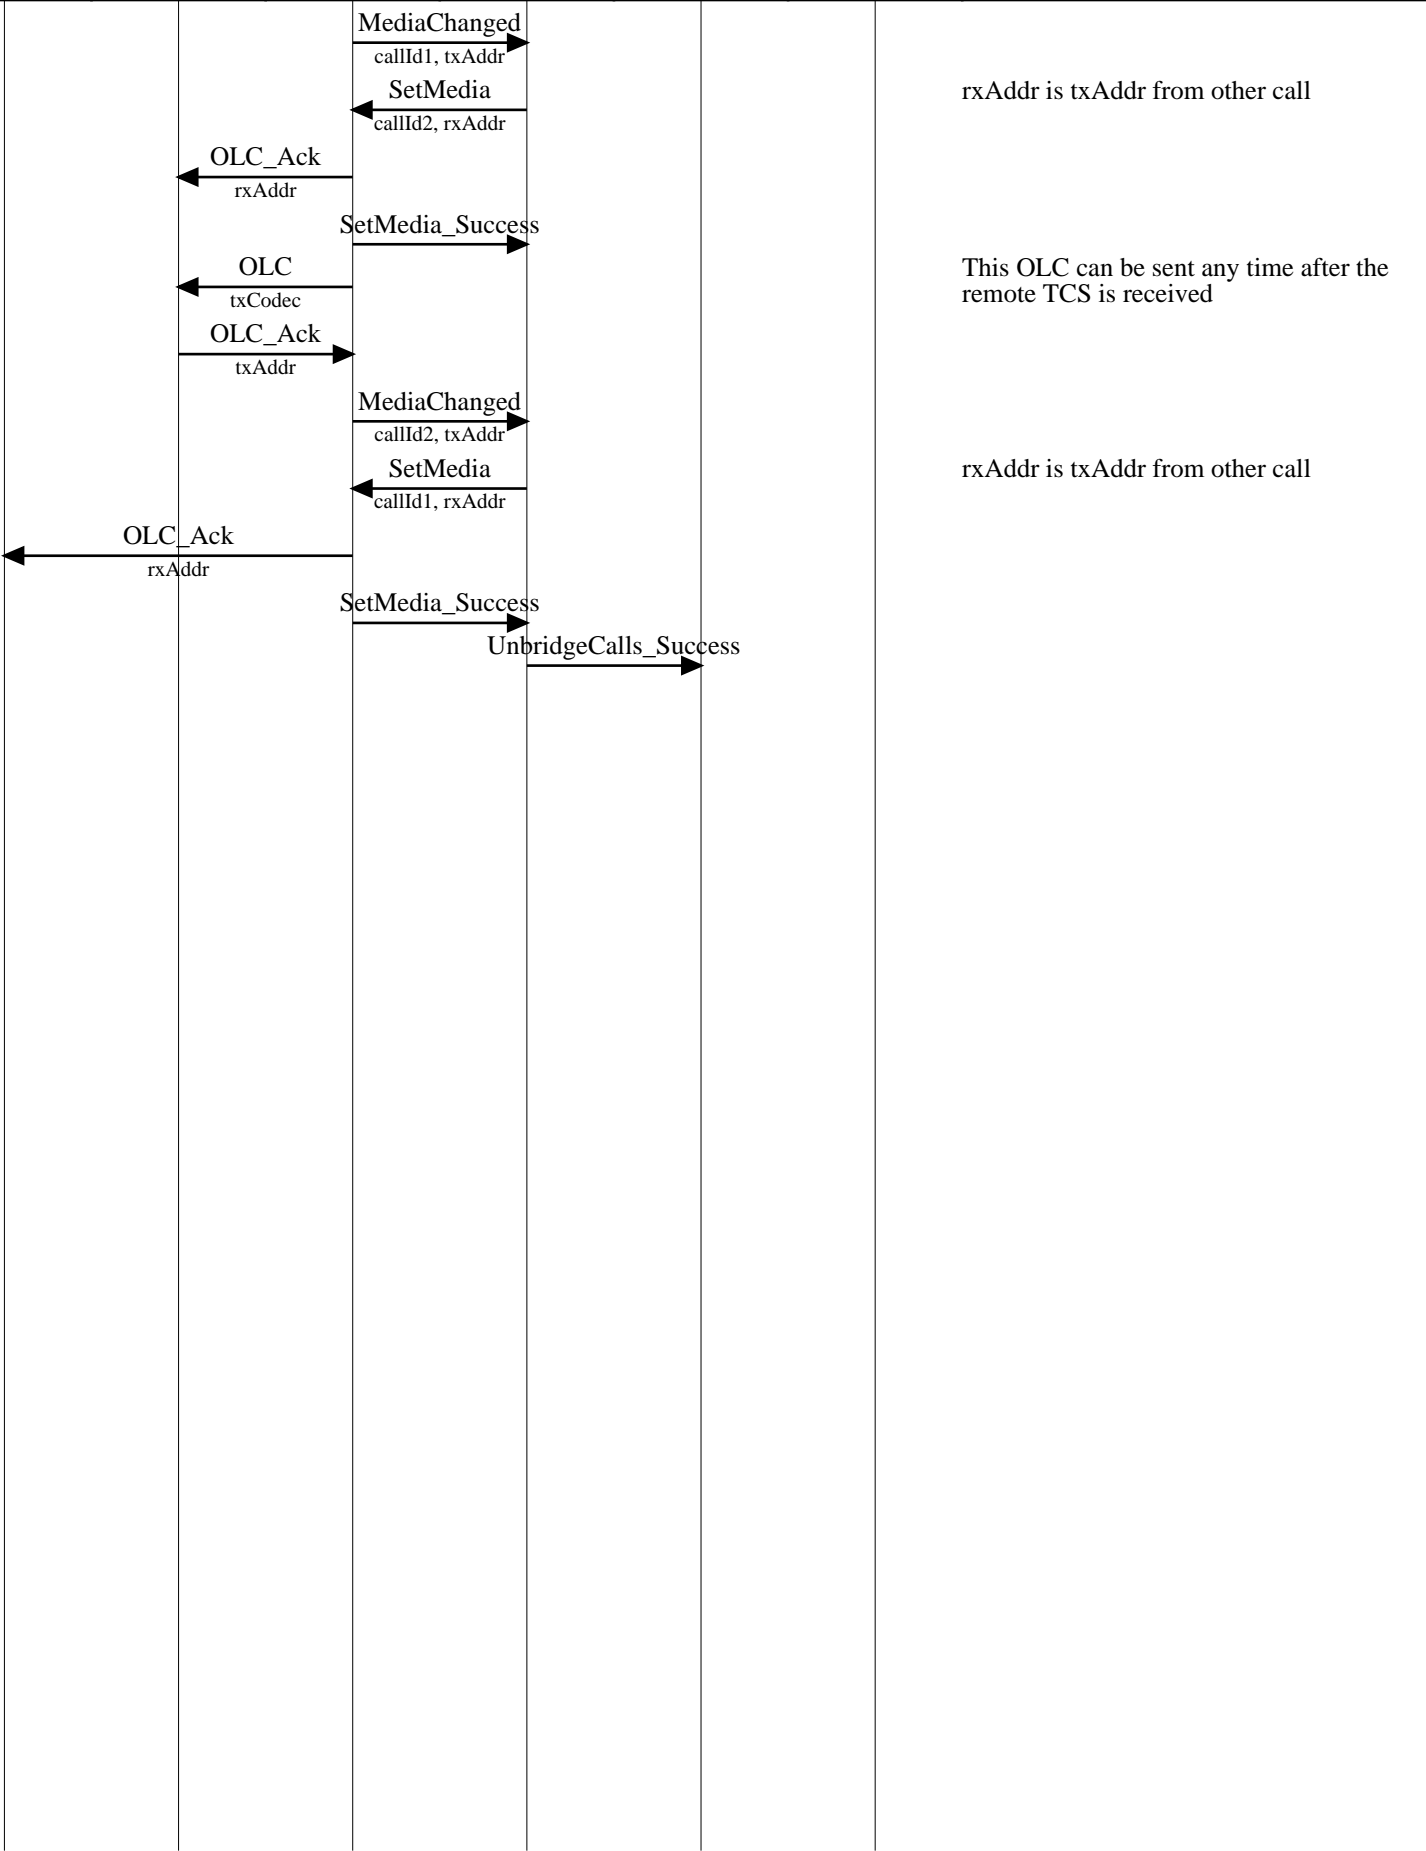 MediaChanged
callId1, txAddr
SetMedia
rxAddr is txAddr from other call
callId2, rxAddr
OLC_Ack
rxAddr
SetMedia_Success
OLC
This OLC can be sent any time after the
remote TCS is received
txCodec
OLC_Ack
txAddr
MediaChanged
callId2, txAddr
SetMedia
rxAddr is txAddr from other call
callId1, rxAddr
OLC_Ack
rxAddr
SetMedia_Success
UnbridgeCalls_Success